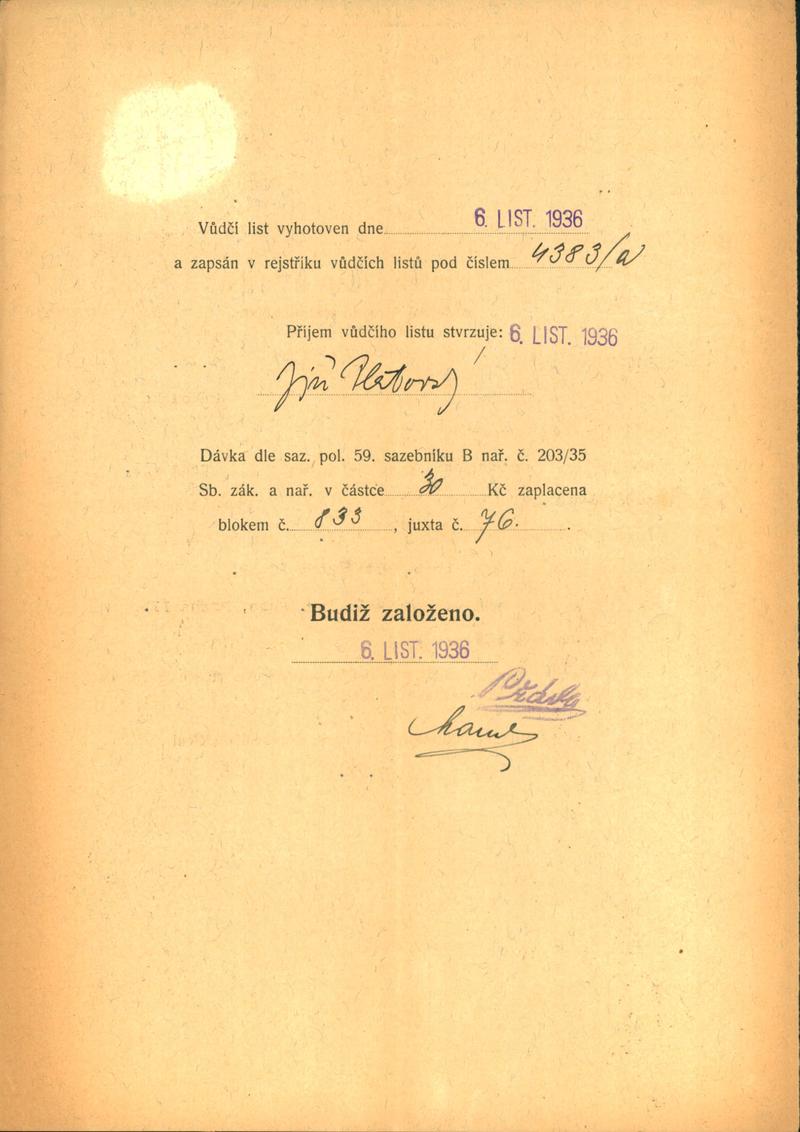 Vůdčí list vyhotoven dne 6. LIST. 1936
a zapsán v rejstříku vůdčích listů pod číslem 4383/a
Příjem vůdčího listu stvrzuje: 6. LIST. 1936
Jiří
Dávka dle saz. pol. 59. sazebníku B nař. č. 203/35
Sb. zák. a nař. v částce 30 Kč zaplacena
blokem č. 833, juxta č. 76.
Budiž založeno.
6. LIST. 1936